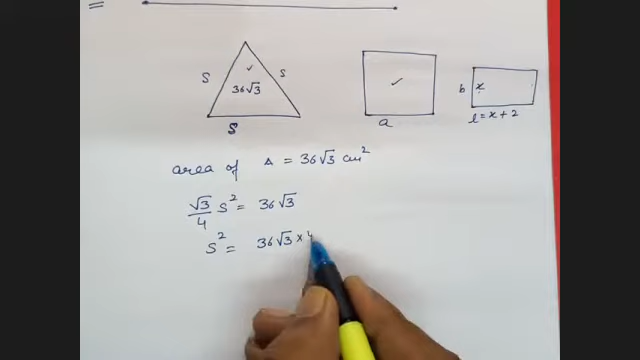 =
S S
36√3
S
a
b x
l = x + 2
area of Δ = 36√3 cm²
√3/4 S² = 36√3
S² = 36√3 × 4